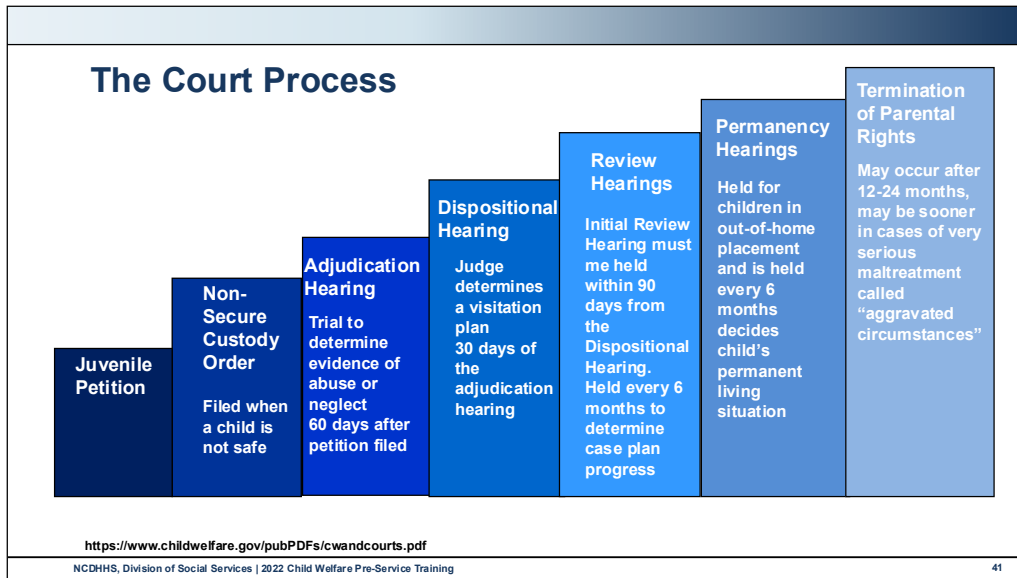 The Court Process
Juvenile
Petition
Non-
Secure
Custody
Order
Filed when
a child is
not safe
Adjudication
Hearing
Trial to
determine
evidence of
abuse or
neglect
60 days after
petition filed
Dispositional
Hearing
Judge
determines
a visitation
plan
30 days of
the
adjudication
hearing
Review
Hearings
Initial Review
Hearing must
me held
within 90
days from
the
Dispositional
Hearing.
Held every 6
months to
determine
case plan
progress
Permanency
Hearings
Held for
children in
out-of-home
placement
and is held
every 6
months
decides
child’s
permanent
living
situation
Termination
of Parental
Rights
May occur after
12-24 months,
may be sooner
in cases of very
serious
maltreatment
called
“aggravated
circumstances”
https://www.childwelfare.gov/pubPDFs/cwandcourts.pdf
NCDHHS, Division of Social Services | 2022 Child Welfare Pre-Service Training
41